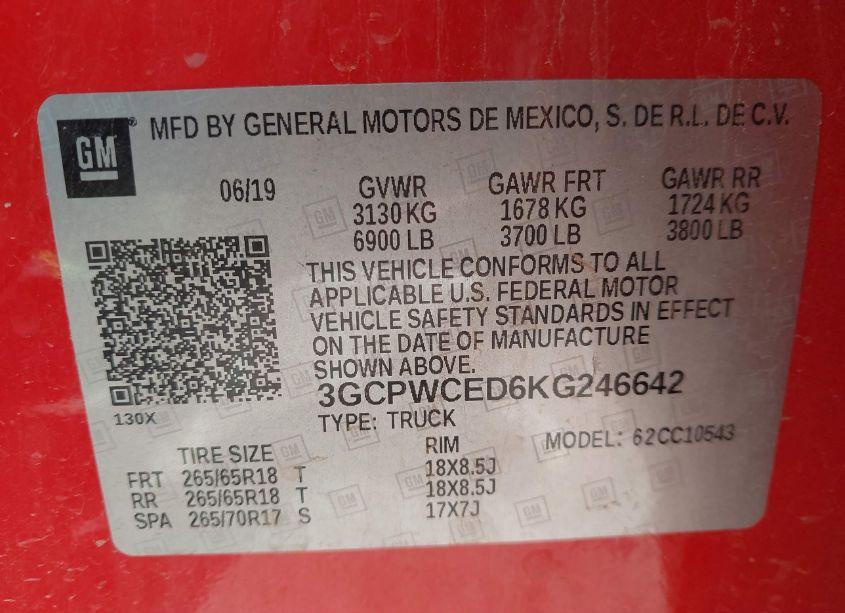 GM
MFD BY GENERAL MOTORS DE MEXICO, S. DE R.L. DE C.V.
06/19 GVWR GAWR FRT GAWR RR
3130 KG 1678 KG 1724 KG
6900 LB 3700 LB 3800 LB
THIS VEHICLE CONFORMS TO ALL
APPLICABLE U.S. FEDERAL MOTOR
VEHICLE SAFETY STANDARDS IN EFFECT
ON THE DATE OF MANUFACTURE
SHOWN ABOVE.
3GCPWCED6KG246642
130X
TYPE: TRUCK
MODEL: 62CC10543
TIRE SIZE RIM
FRT 265/65R18 T 18X8.5J
RR 265/65R18 T 18X8.5J
SPA 265/70R17 S 17X7J